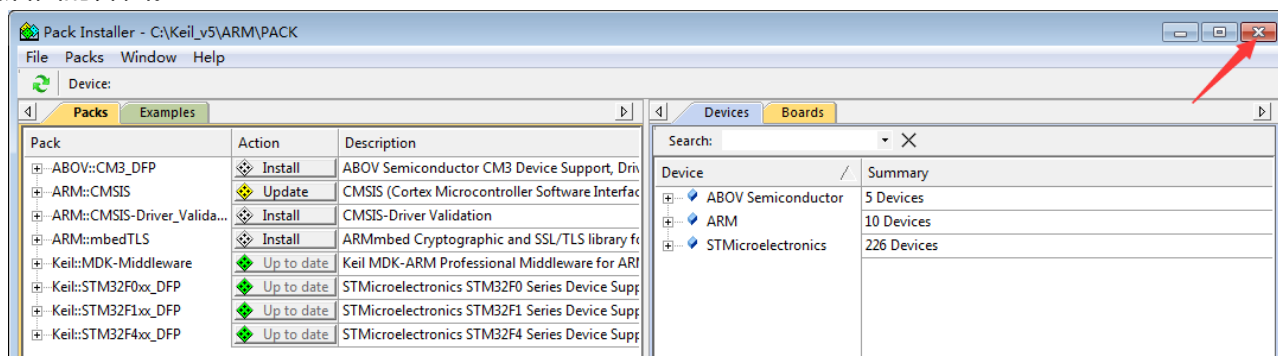 Pack Installer - C:\Keil_v5\ARM\PACK
File Packs Window Help
Device:
Packs Examples
Devices Boards
Search:
Pack Action Description
Device Summary
ABOV::CM3_DFP Install ABOV Semiconductor CM3 Device Support, Driv
ARM::CMSIS Update CMSIS (Cortex Microcontroller Software Interfac
ARM::CMSIS-Driver_Valida... Install CMSIS-Driver Validation
ARM::mbedTLS Install ARMmbed Cryptographic and SSL/TLS library fo
Keil::MDK-Middleware Up to date Keil MDK-ARM Professional Middleware for ARM
Keil::STM32F0xx_DFP Up to date STMicroelectronics STM32F0 Series Device Supp
Keil::STM32F1xx_DFP Up to date STMicroelectronics STM32F1 Series Device Supp
Keil::STM32F4xx_DFP Up to date STMicroelectronics STM32F4 Series Device Supp
ABOV Semiconductor 5 Devices
ARM 10 Devices
STMicroelectronics 226 Devices